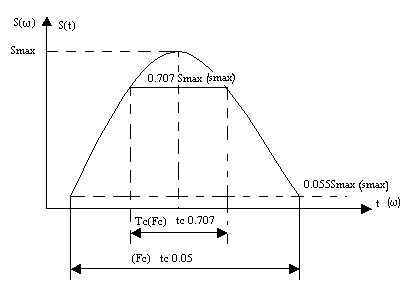 S(ω) S(t)
Smax
0.707 Smax (smax)
0.055Smax (smax)
t (ω)
Tc(Fc) tc 0.707
(Fc) tc 0.05